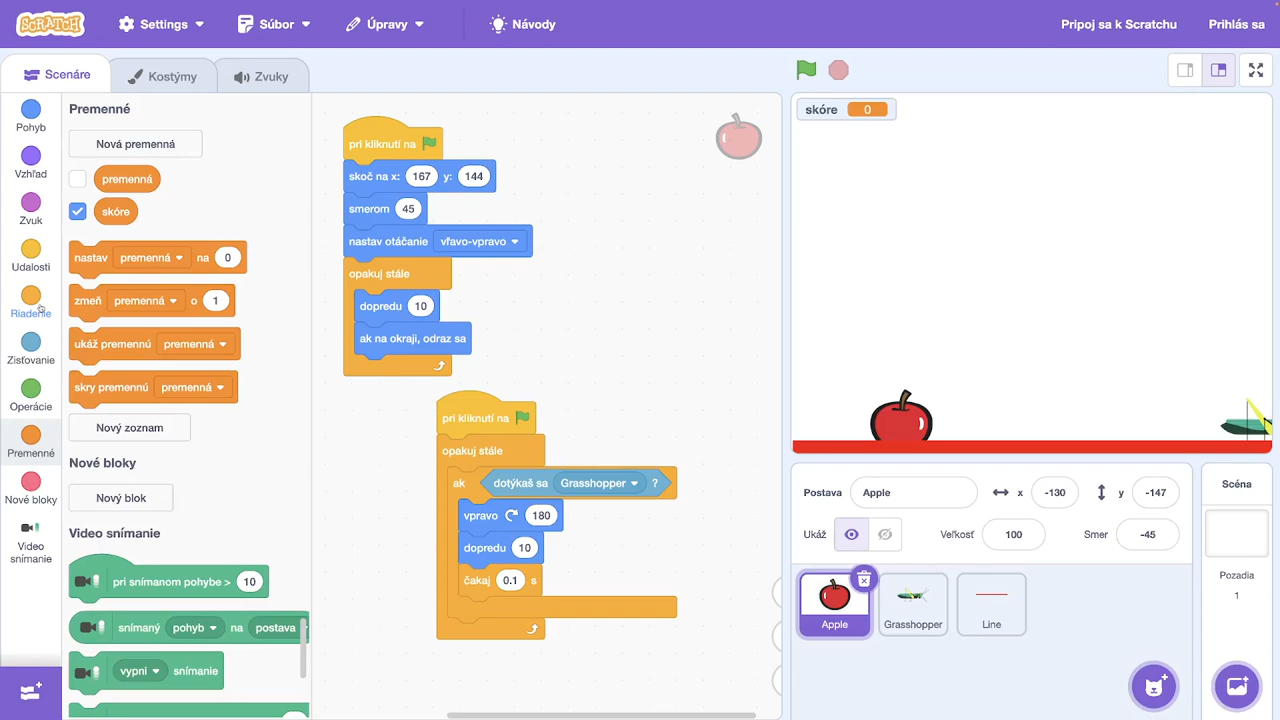 SCRATCH
Settings
Súbor
Úpravy
Návody
Pripoj sa k Scratchu
Prihlás sa
Scenáre
Kostýmy
Zvuky
Pohyb
Vzhľad
Zvuk
Udalosti
Riadenie
Zisťovanie
Operácie
Premenné
Nové bloky
Video
snímanie
Premenné
Nová premenná
premenná
skóre
nastav premenná na 0
zmeň premenná o 1
ukáž premennú premenná
skry premennú premenná
Nový zoznam
Nové bloky
Nový blok
Video snímanie
pri snímanom pohybe > 10
snímaný pohyb na postava
vypni snímanie
pri kliknutí na
skoč na x: 167 y: 144
smerom 45
nastav otáčanie vľavo-vpravo
opakuj stále
dopredu 10
ak na okraji, odraz sa
pri kliknutí na
opakuj stále
ak dotýkaš sa Grasshopper ?
vpravo 180
dopredu 10
čakaj 0.1 s
skóre 0
Postava Apple x -130 y -147
Ukáž Veľkosť 100 Smer -45
Apple
Grasshopper
Line
Scéna
Pozadia
1